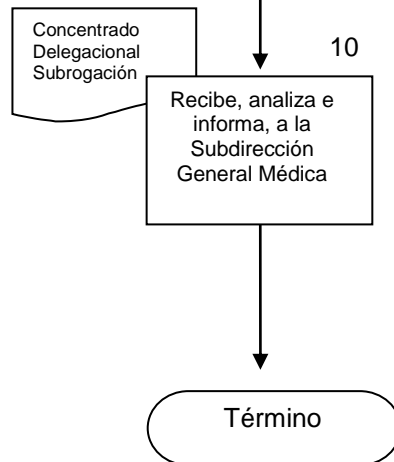 Concentrado
Delegacional
Subrogación
10
Recibe, analiza e
informa, a la
Subdirección
General Médica
Término